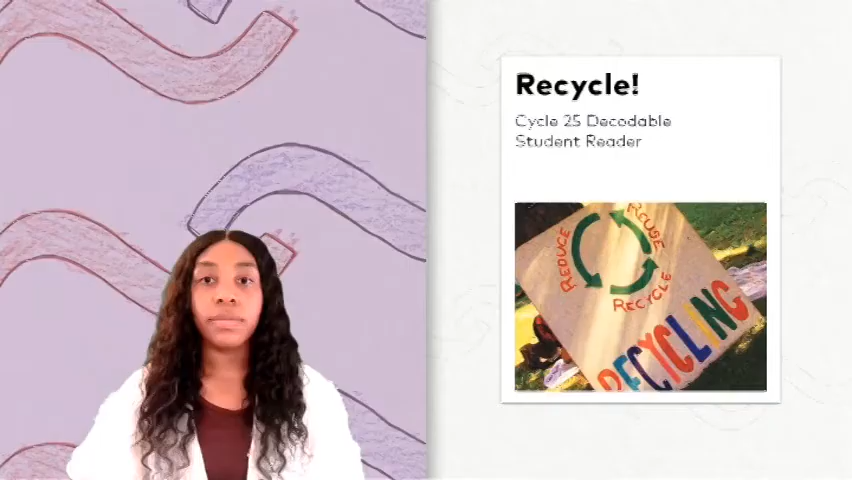 Recycle!
Cycle 25 Decodable
Student Reader
REDUCE
REUSE
RECYCLE
RECYCLING